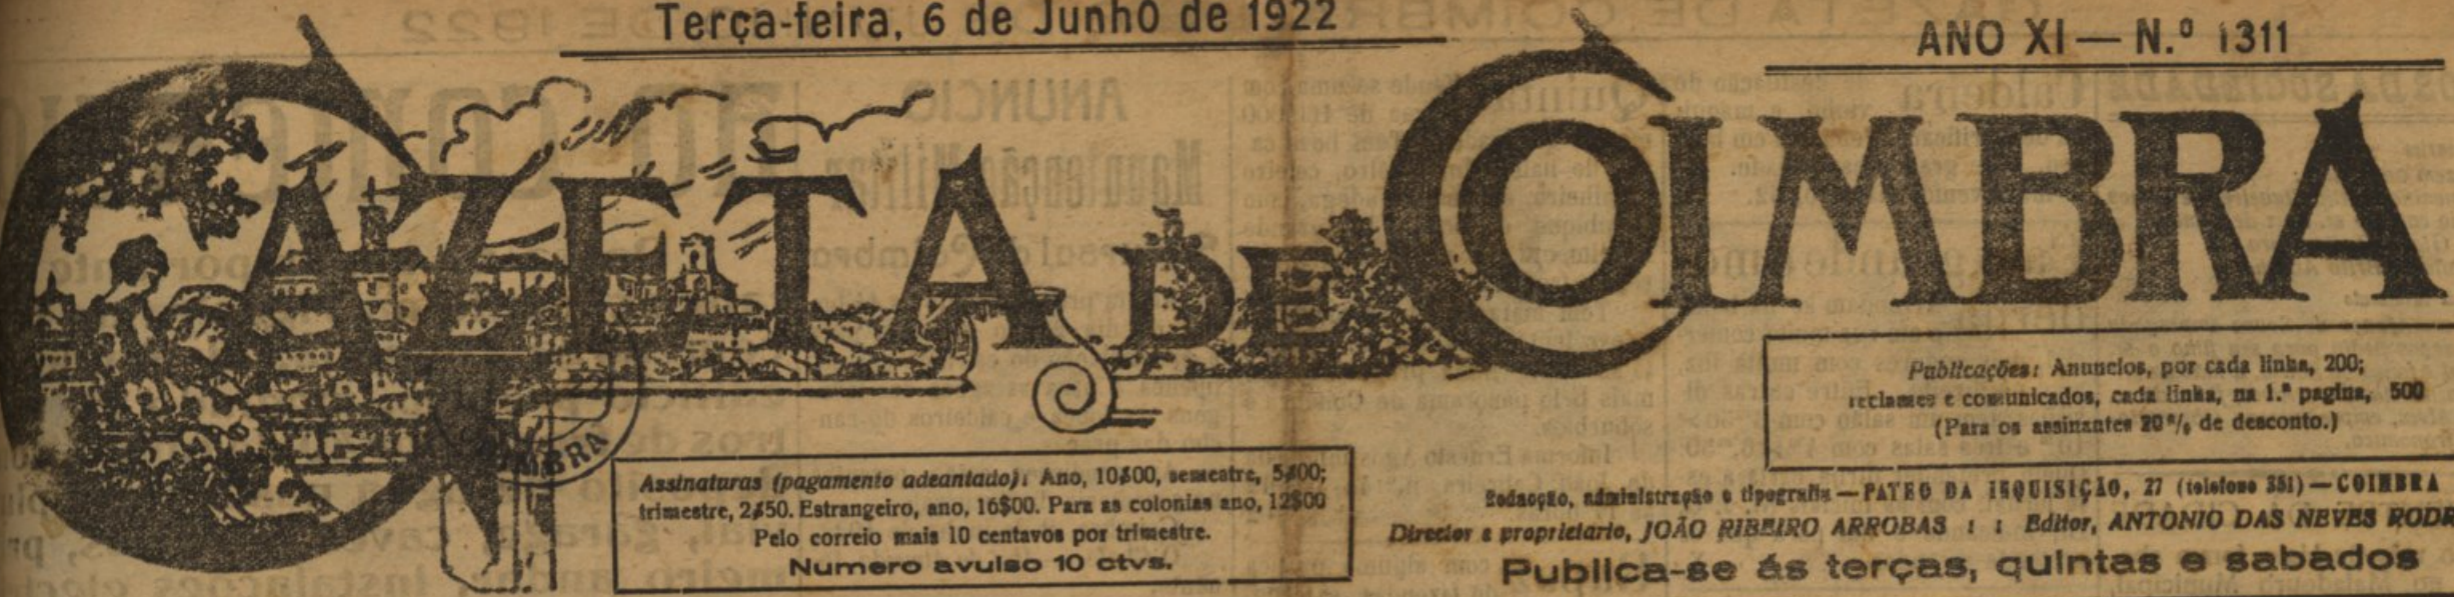 Terça-feira, 6 de Junho de 1922
ANO XI — N.º 1311
GAZETA DE COIMBRA
Publicações: Anuncios, por cada linha, 200;
reclames e comunicados, cada linha, na 1.ª pagina, 500
(Para os assinantes 20 % de desconto.)
Assinaturas (pagamento adeantado): Ano, 10$00, semestre, 5$00;
trimestre, 2$50. Estrangeiro, ano, 16$00. Para as colonias ano, 12$00
Pelo correio mais 10 centavos por trimestre.
Numero avulso 10 ctvs.
Redacção, administração e tipografia — PATEO DA INQUISIÇÃO, 27 (telefone 351) — COIMBRA
Director e proprietario, JOÃO RIBEIRO ARROBAS : : Editor, ANTONIO DAS NEVES RODR
Publica-se ás terças, quintas e sabados